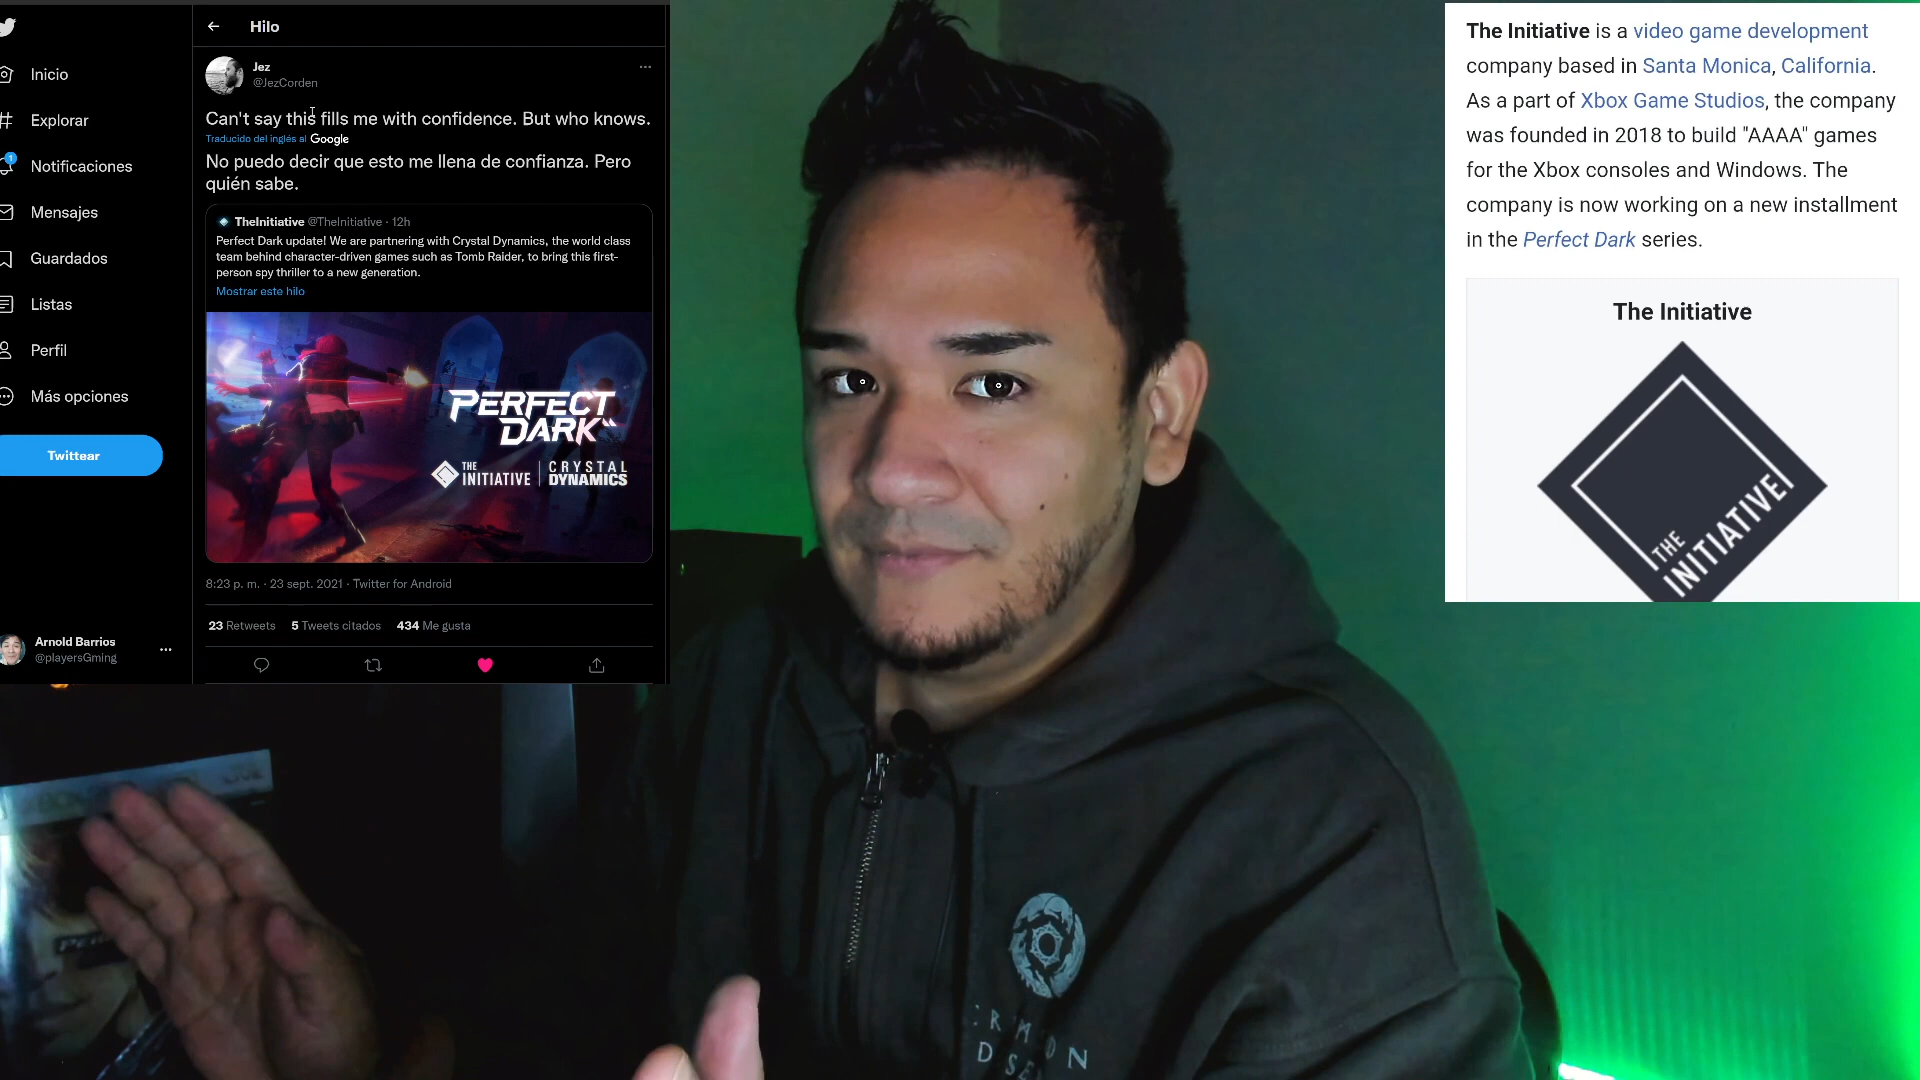 Hilo
Inicio
Explorar
1
Notificaciones
Mensajes
Guardados
Listas
Perfil
Más opciones
Twittear
Arnold Barrios
@playersGming
Jez
@JezCorden
Can't say this fills me with confidence. But who knows.
Traducido del inglés al Google
No puedo decir que esto me llena de confianza. Pero
quién sabe.
TheInitiative @TheInitiative · 12h
Perfect Dark update! We are partnering with Crystal Dynamics, the world class
team behind character-driven games such as Tomb Raider, to bring this first-
person spy thriller to a new generation.
Mostrar este hilo
PERFECT
DARK
THE
INITIATIVE
CRYSTAL
DYNAMICS
8:23 p. m. · 23 sept. 2021 · Twitter for Android
23 Retweets 5 Tweets citados 434 Me gusta
The Initiative is a video game development
company based in Santa Monica, California.
As a part of Xbox Game Studios, the company
was founded in 2018 to build "AAAA" games
for the Xbox consoles and Windows. The
company is now working on a new installment
in the Perfect Dark series.
The Initiative
THE
INITIATIVE
LIVE